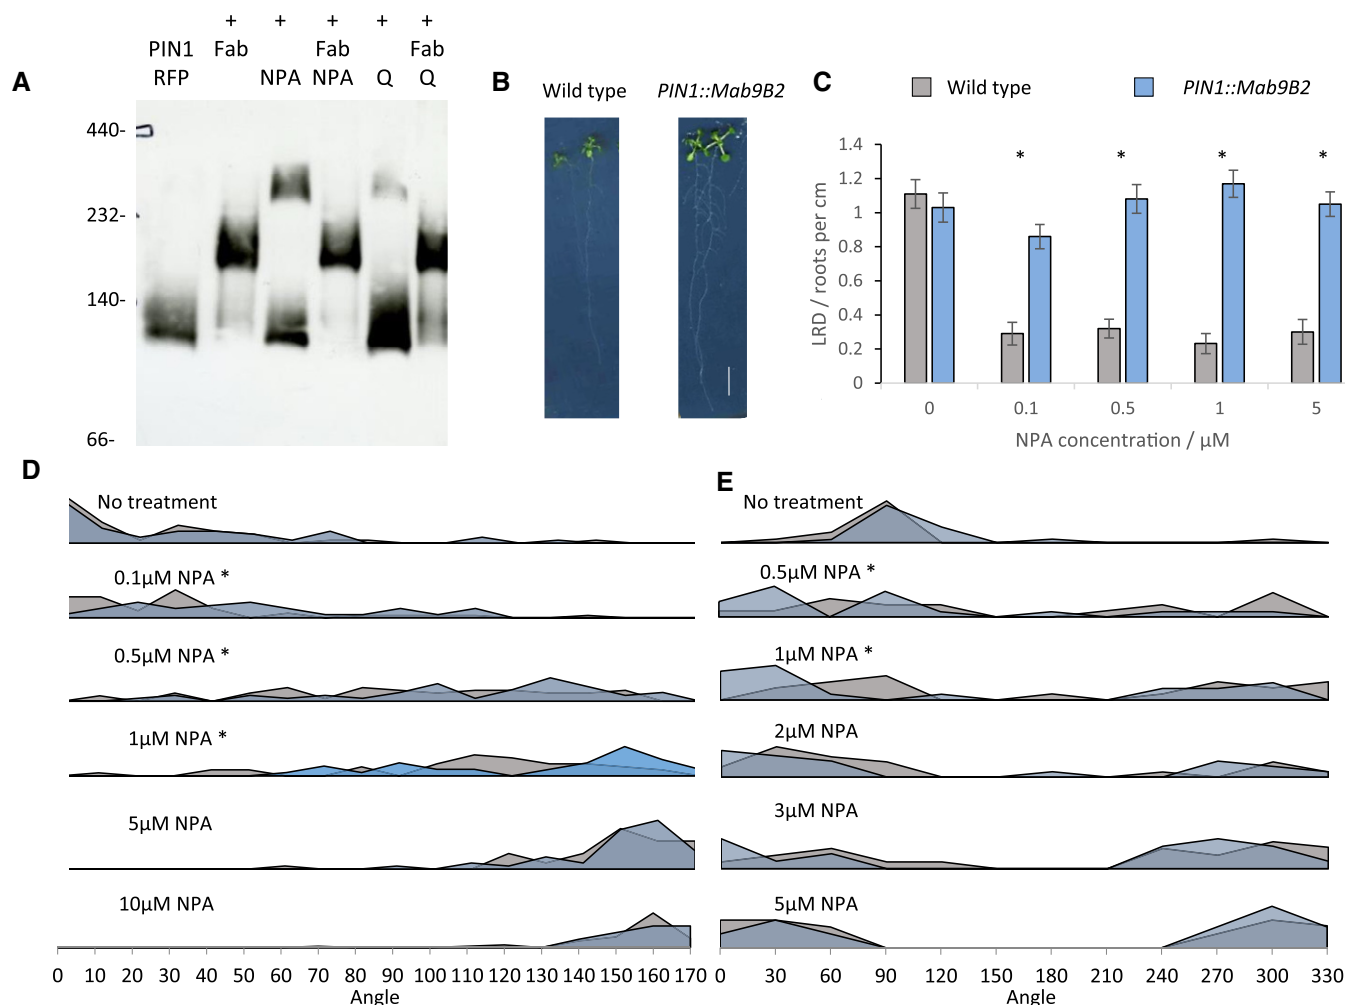 + + + + +
PIN1 Fab Fab Fab
RFP NPA NPA Q Q
A
440-
232-
140-
66-
B
Wild type PIN1::Mab9B2
C
Wild type PIN1::Mab9B2
1.4
1.2
1
0.8
0.6
0.4
0.2
0
LRD / roots per cm
* * * *
0 0.1 0.5 1 5
NPA concentration / µM
D
No treatment
0.1µM NPA *
0.5µM NPA *
1µM NPA *
5µM NPA
10µM NPA
0 10 20 30 40 50 60 70 80 90 100 110 120 130 140 150 160 170
Angle
E
No treatment
0.5µM NPA *
1µM NPA *
2µM NPA
3µM NPA
5µM NPA
0 30 60 90 120 150 180 210 240 270 300 330
Angle